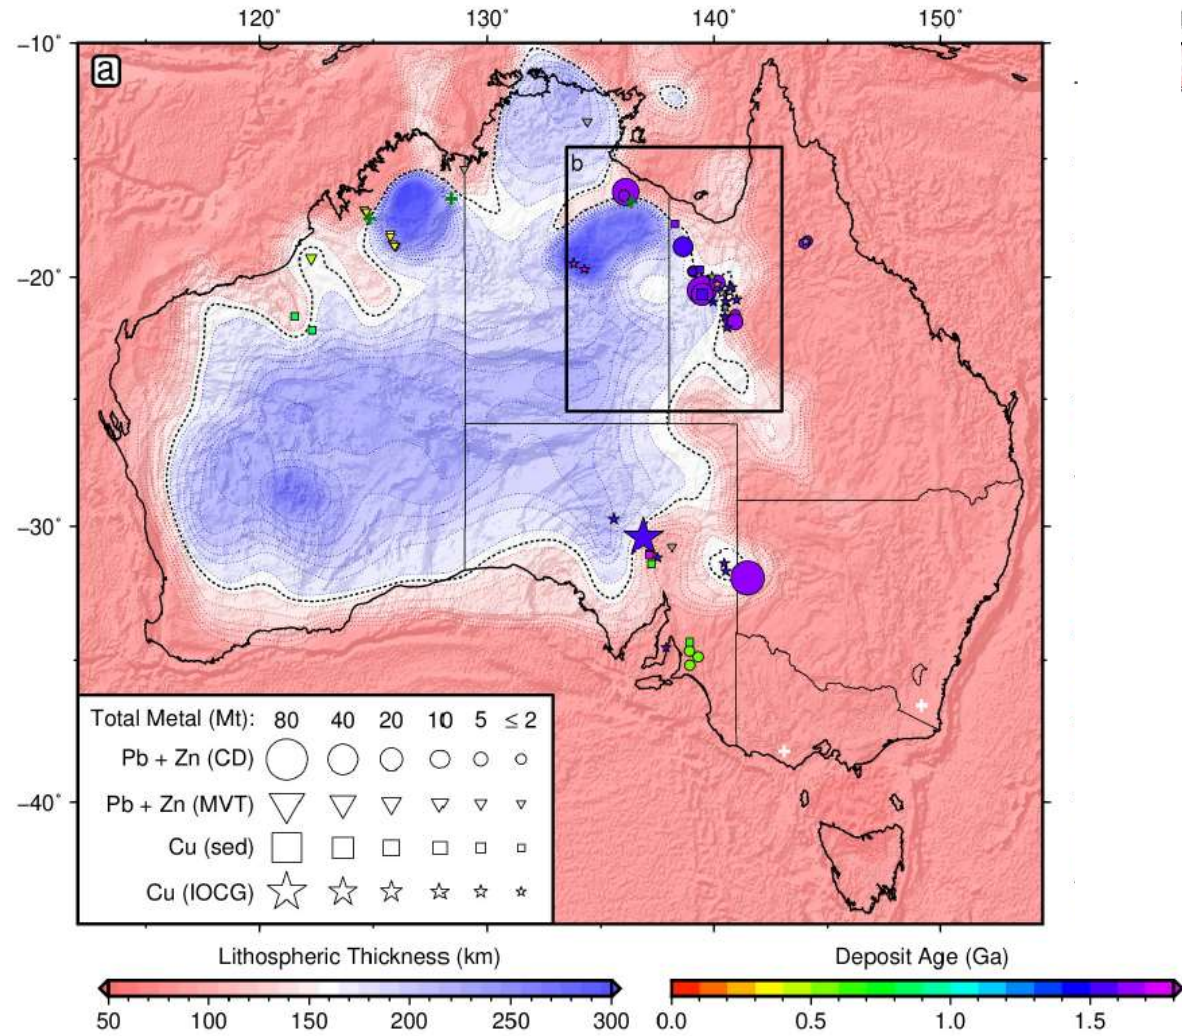 120° 130° 140° 150°
−10°
a
b
−20°
−30°
−40°
Total Metal (Mt): 80 40 20 10 5 ≤ 2
Pb + Zn (CD)
Pb + Zn (MVT)
Cu (sed)
Cu (IOCG)
Lithospheric Thickness (km)
50 100 150 200 250 300
Deposit Age (Ga)
0.0 0.5 1.0 1.5